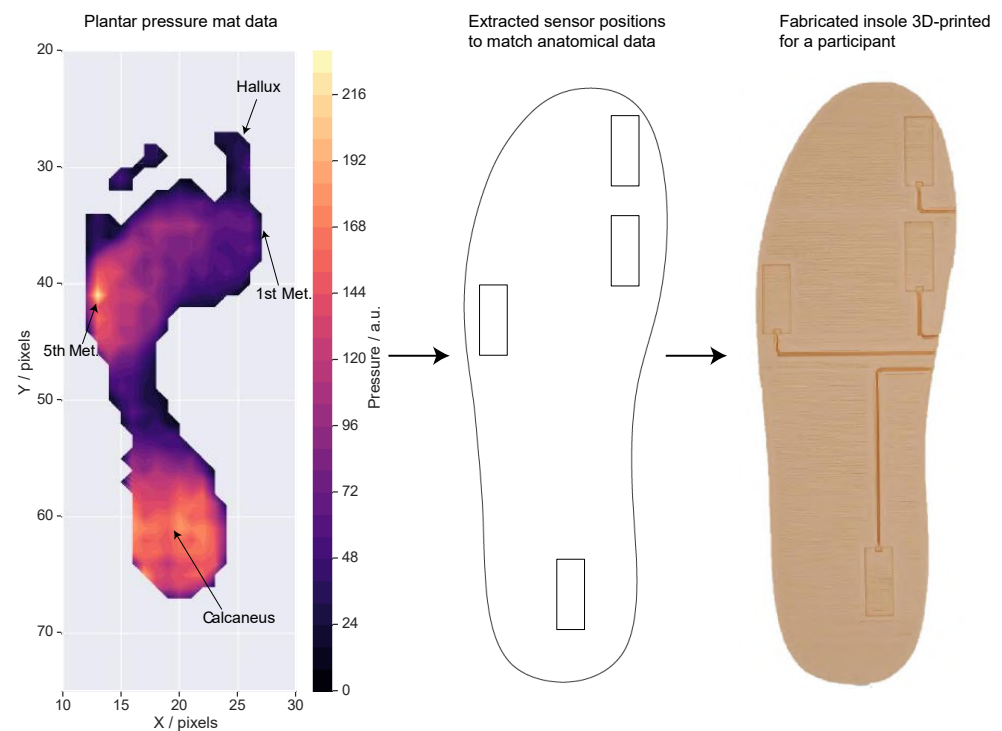 Plantar pressure mat data
Extracted sensor positions
to match anatomical data
Fabricated insole 3D-printed
for a participant
20
30
40
50
60
70
Y / pixels
10
15
20
25
30
X / pixels
Hallux
1st Met.
5th Met.
Calcaneus
216
192
168
144
120
96
72
48
24
0
Pressure / a.u.